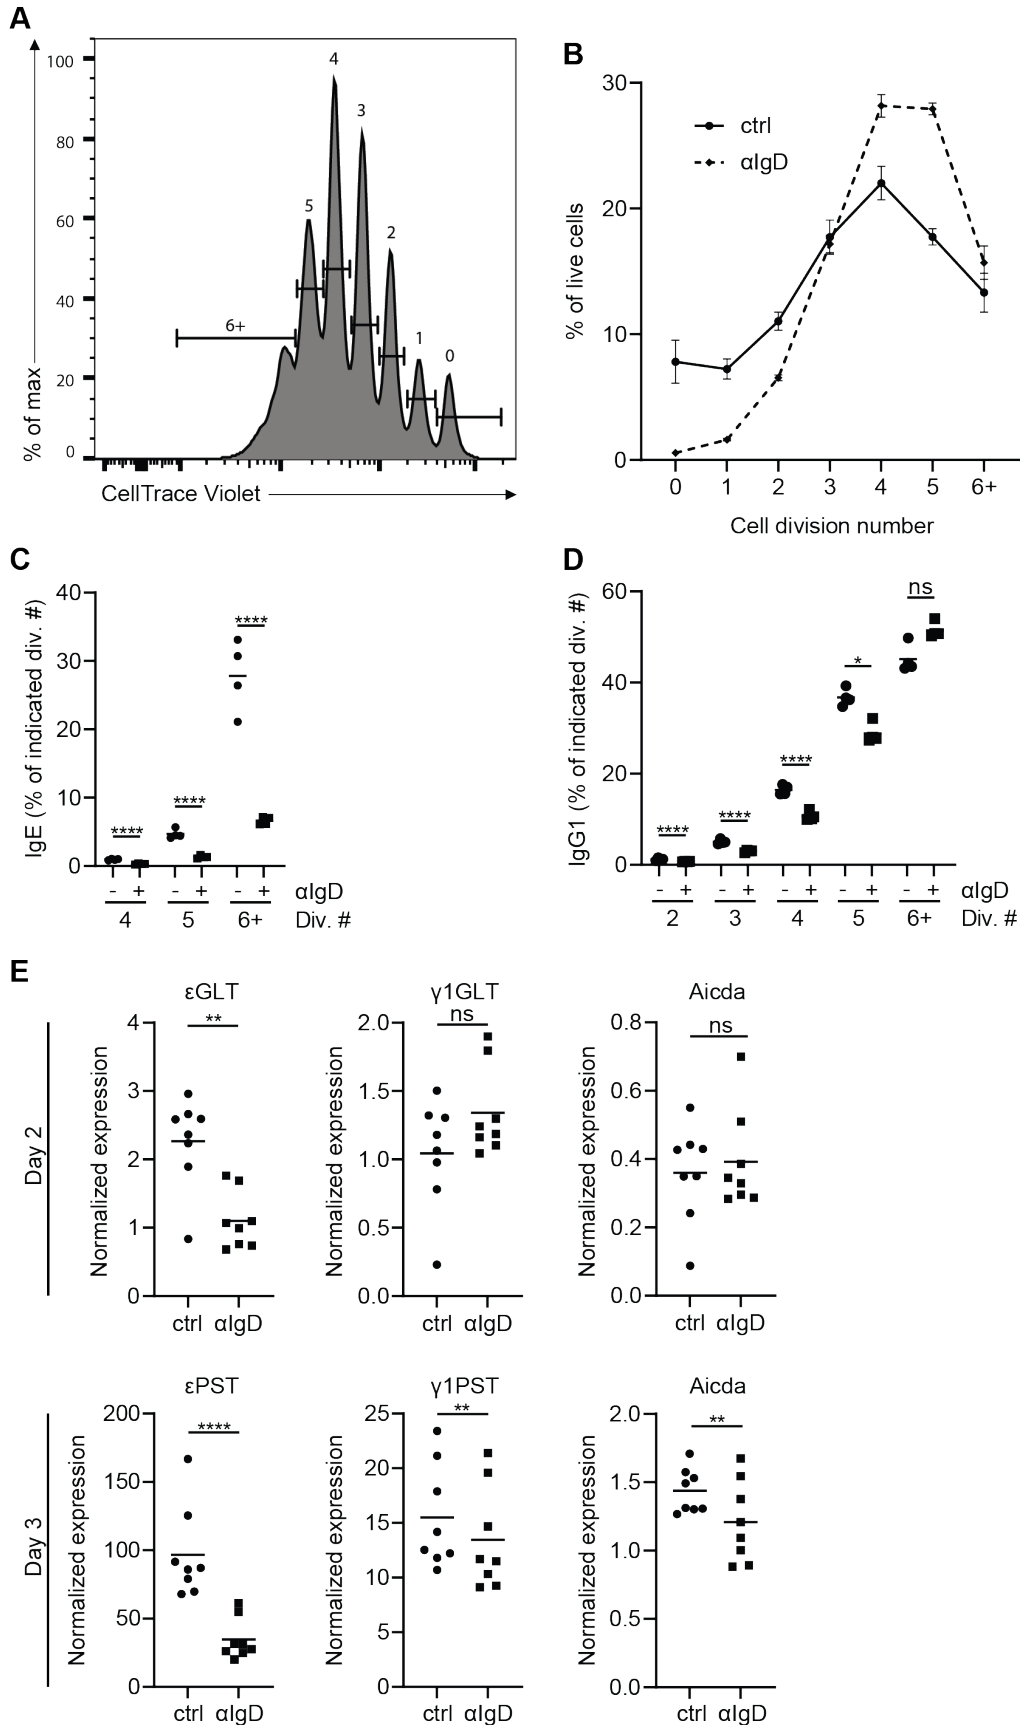 A
% of max
100
80
60
40
20
0
6+
5
4
3
2
1
0
CellTrace Violet
B
% of live cells
30
20
10
0
ctrl
αIgD
0 1 2 3 4 5 6+
Cell division number
C
IgE (% of indicated div. #)
40
30
20
10
0
**** **** ****
- + - + - + αIgD
4 5 6+ Div. #
D
IgG1 (% of indicated div. #)
60
40
20
0
**** **** **** * ns
- + - + - + - + - + αIgD
2 3 4 5 6+ Div. #
E
Day 2
εGLT
Normalized expression
4
3
2
1
0
**
ctrl αIgD
γ1GLT
Normalized expression
2.0
1.5
1.0
0.5
0.0
ns
ctrl αIgD
Aicda
Normalized expression
0.8
0.6
0.4
0.2
0.0
ns
ctrl αIgD
Day 3
εPST
Normalized expression
200
150
100
50
0
****
ctrl αIgD
γ1PST
Normalized expression
25
20
15
10
5
0
**
ctrl αIgD
Aicda
Normalized expression
2.0
1.5
1.0
0.5
0.0
**
ctrl αIgD